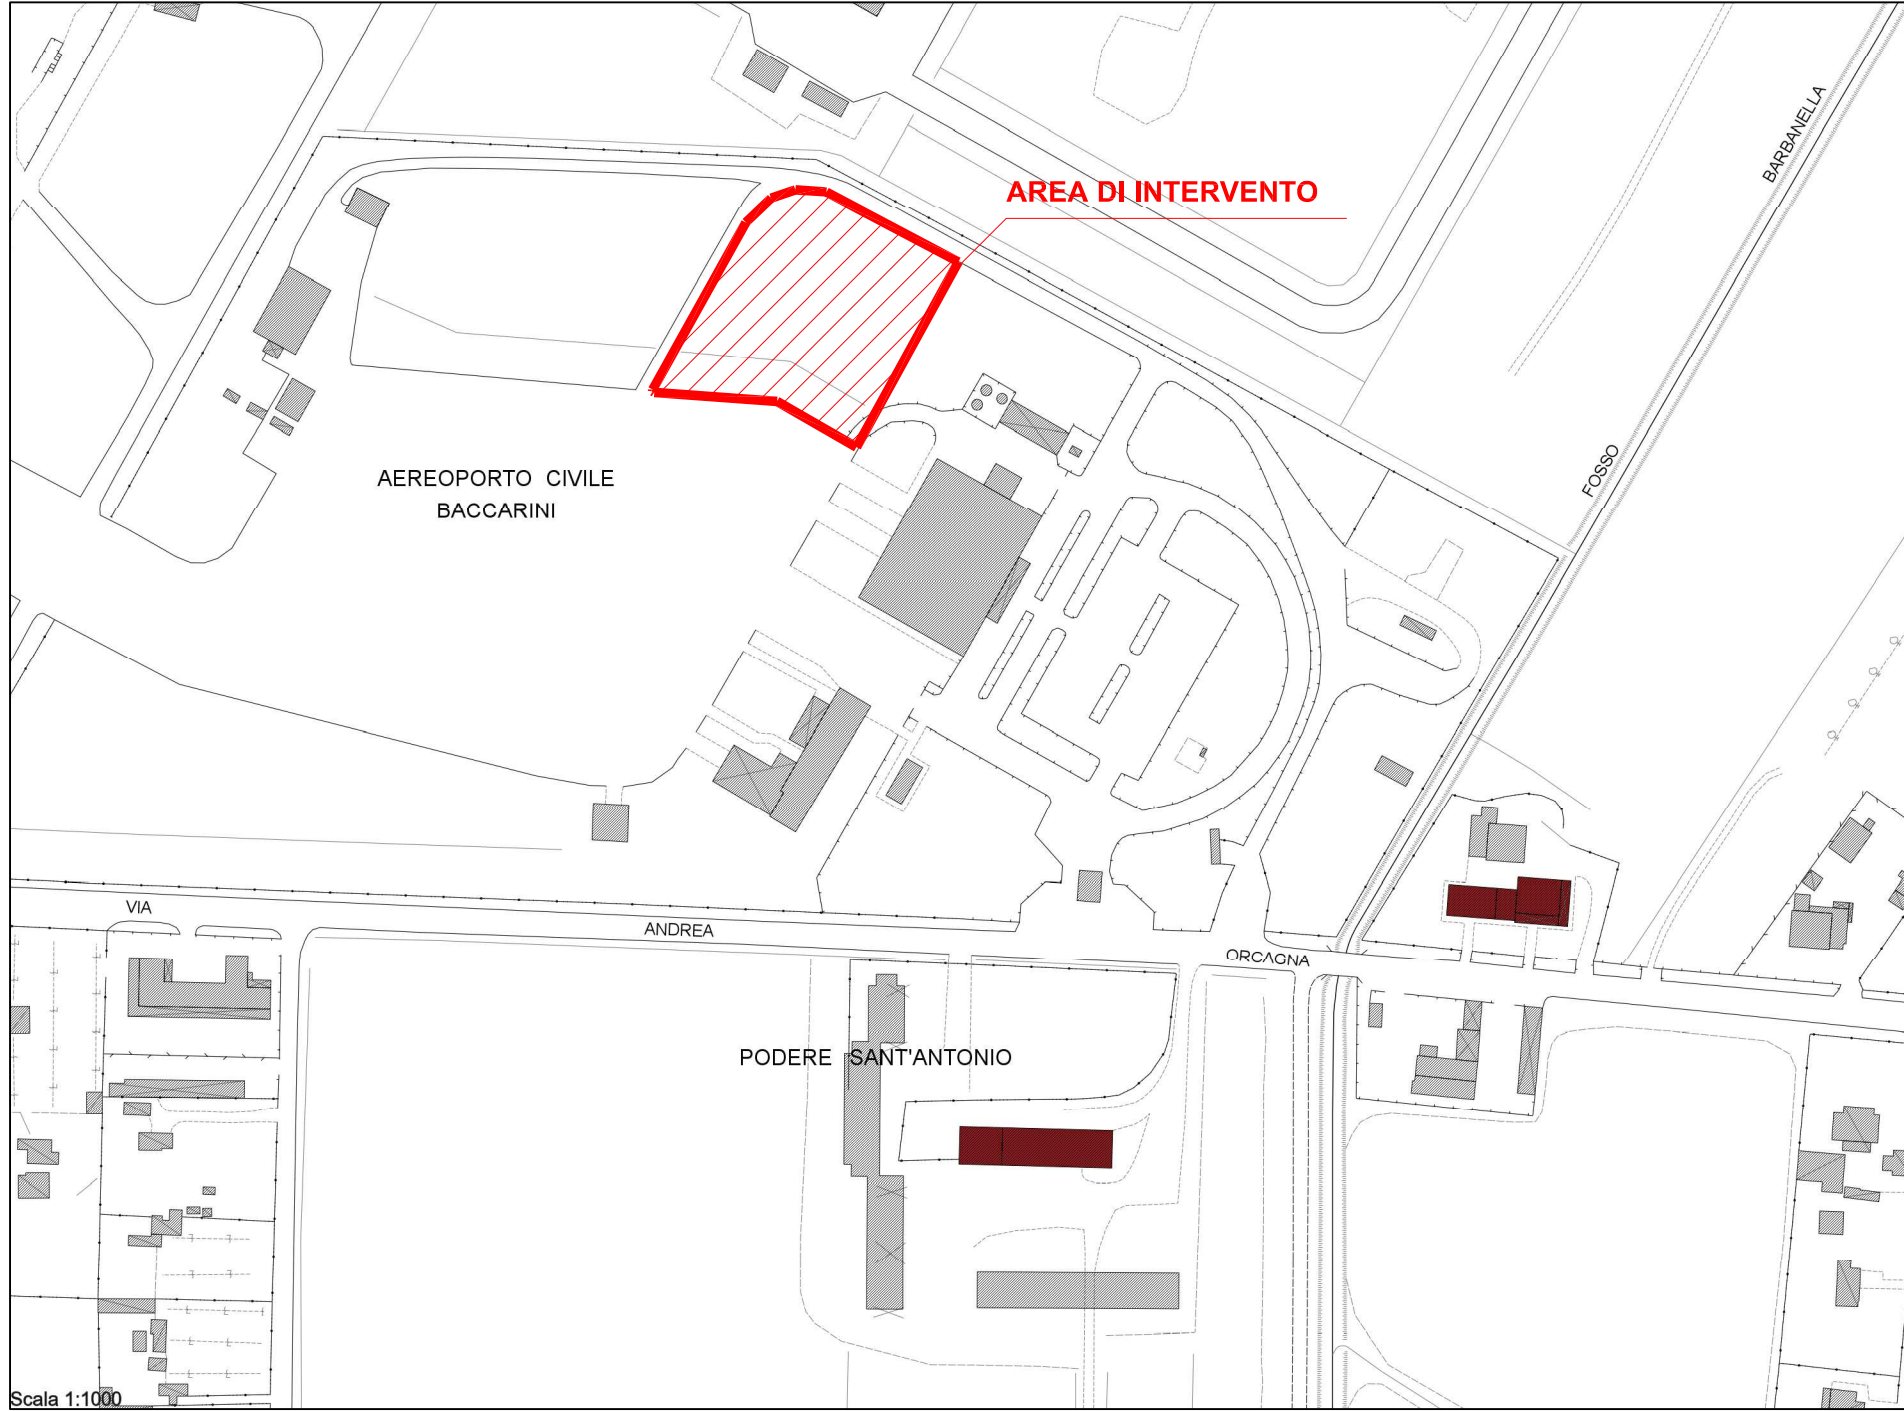 BARBANELLA
AREA DI INTERVENTO
FOSSO
AEREOPORTO CIVILE
BACCARINI
VIA
ANDREA
ORCAGNA
PODERE SANT'ANTONIO
Scala 1:1000